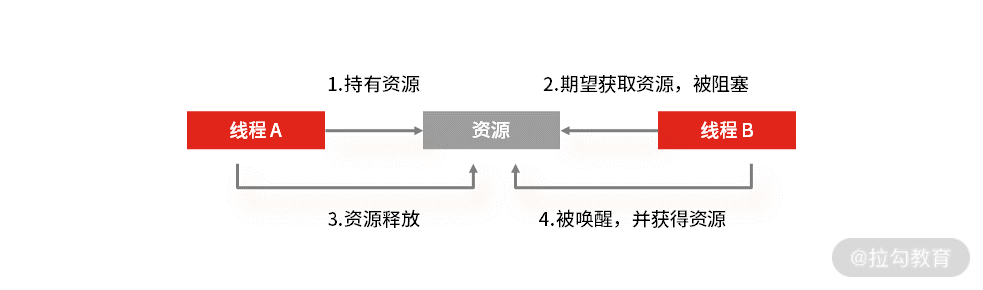 1.持有资源
2.期望获取资源，被阻塞
线程 A
资源
线程 B
3.资源释放
4.被唤醒，并获得资源
@拉勾教育